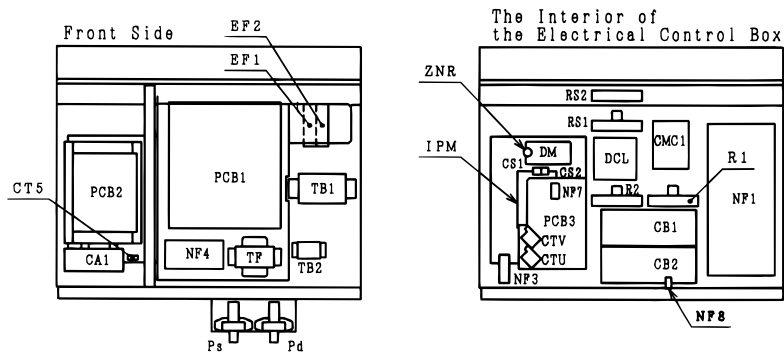 Front Side
EF2
EF1
CT5
PCB2
PCB1
TB1
CA1
NF4
TF
TB2
Ps
Pd
The Interior of
the Electrical Control Box
ZNR
RS2
RS1
IPM
DM
CS1
CS2
DCL
CMC1
R1
NF7
R2
NF1
PCB3
CB1
CTV
CTU
CB2
NF3
NF8